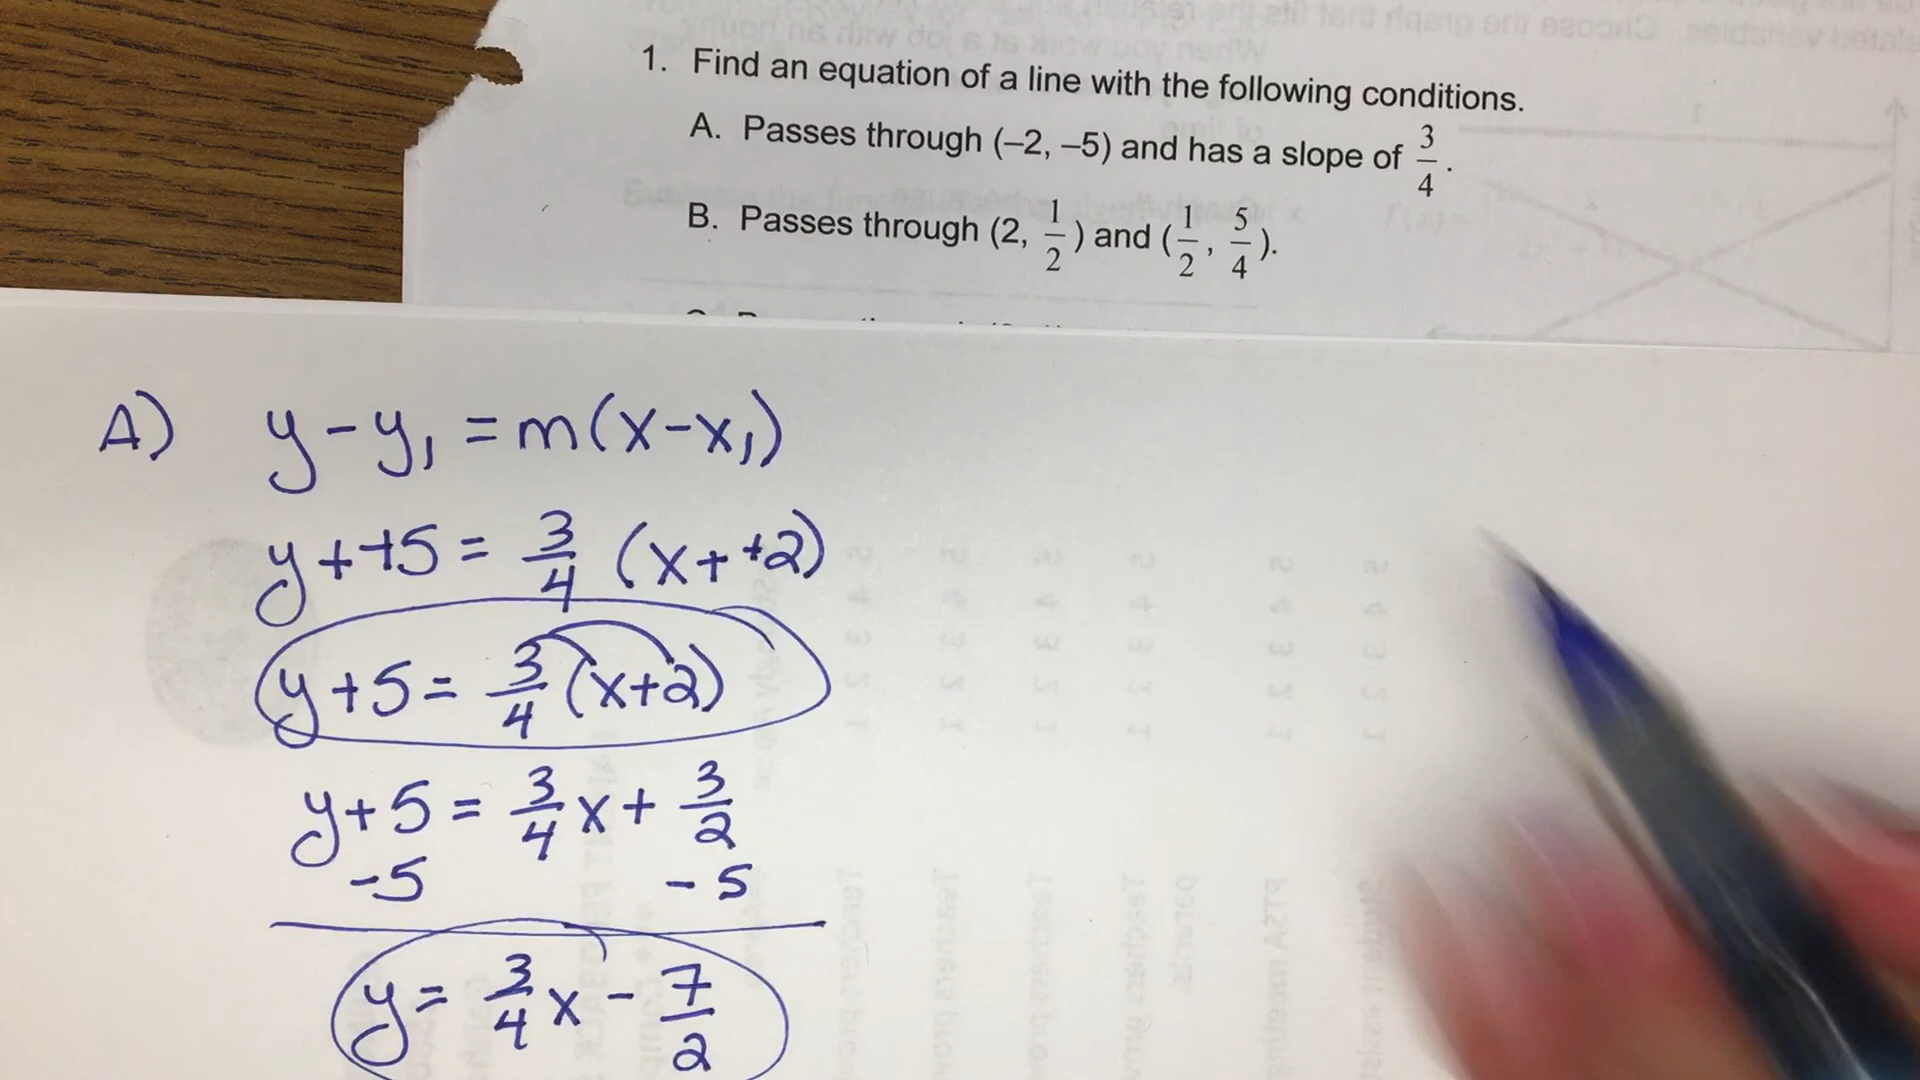 1. Find an equation of a line with the following conditions.
A. Passes through (–2, –5) and has a slope of 3/4.
B. Passes through (2, 1/2) and (1/2, 5/4).
A) y-y₁ = m(x-x₁)
y++5 = 3/4 (x++2)
y+5 = 3/4 (x+2)
y+5 = 3/4 x + 3/2
-5 -5
y = 3/4 x - 7/2